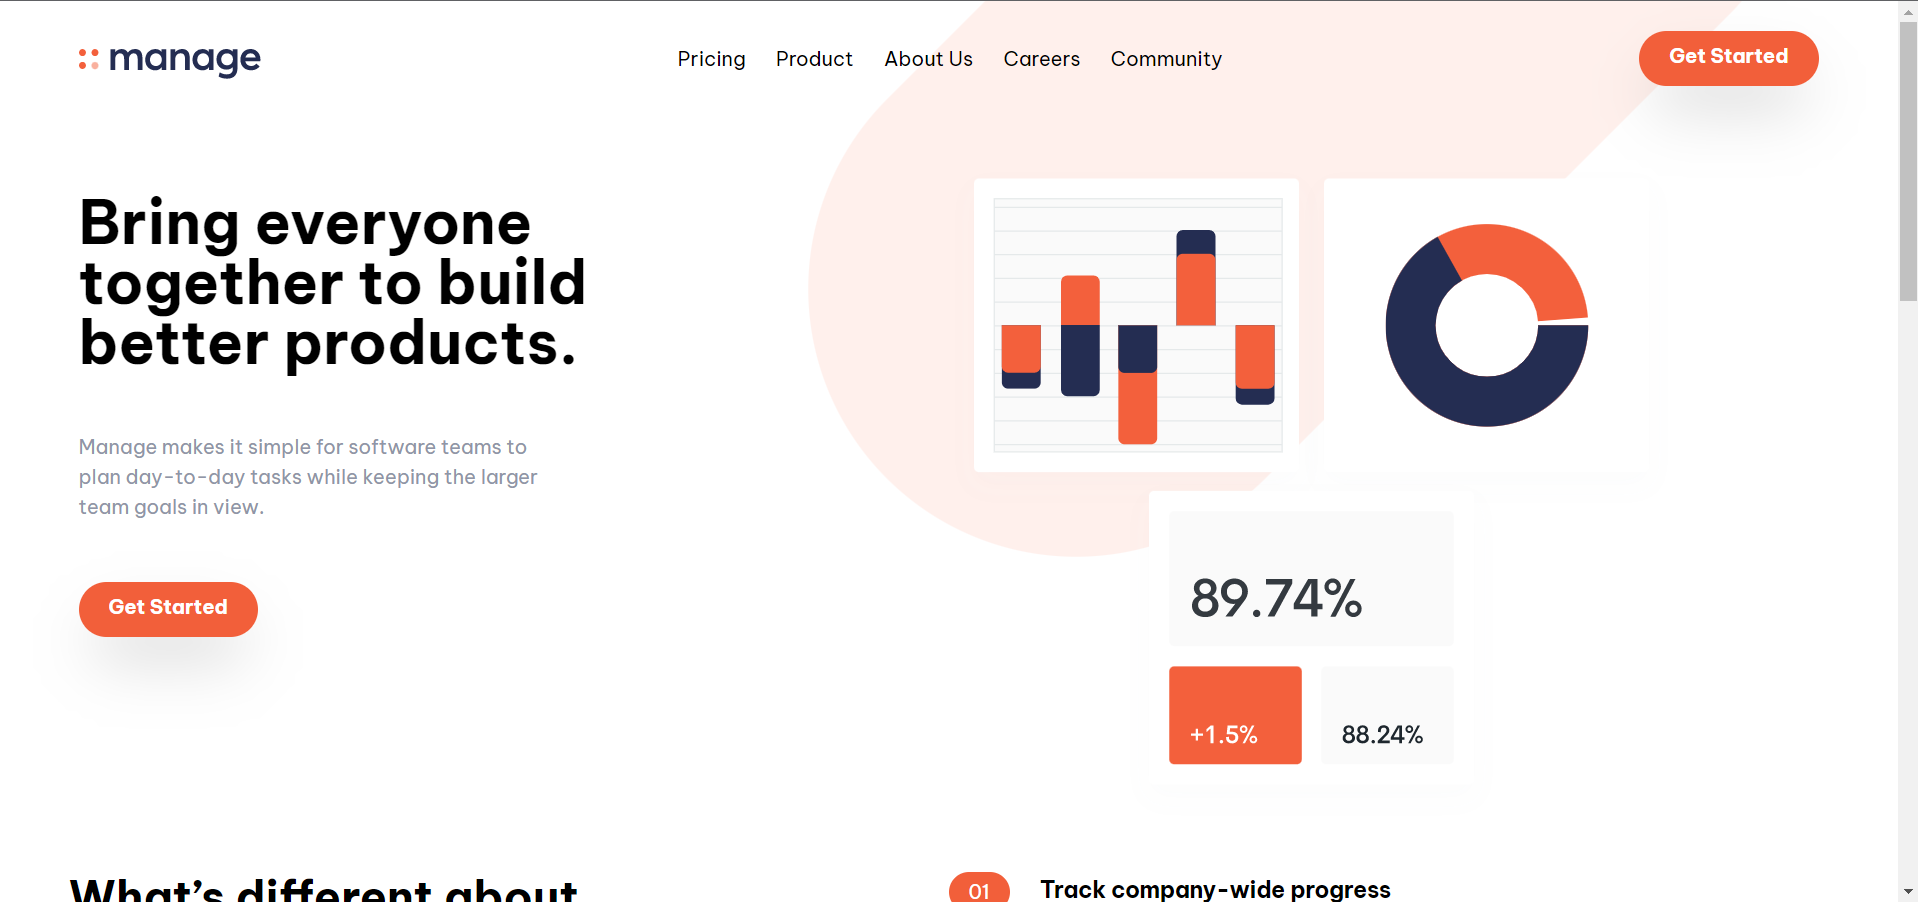 manage
Pricing Product About Us Careers Community
Get Started
Bring everyone
together to build
better products.
Manage makes it simple for software teams to
plan day-to-day tasks while keeping the larger
team goals in view.
Get Started
89.74%
+1.5% 88.24%
What’s different about
01 Track company-wide progress